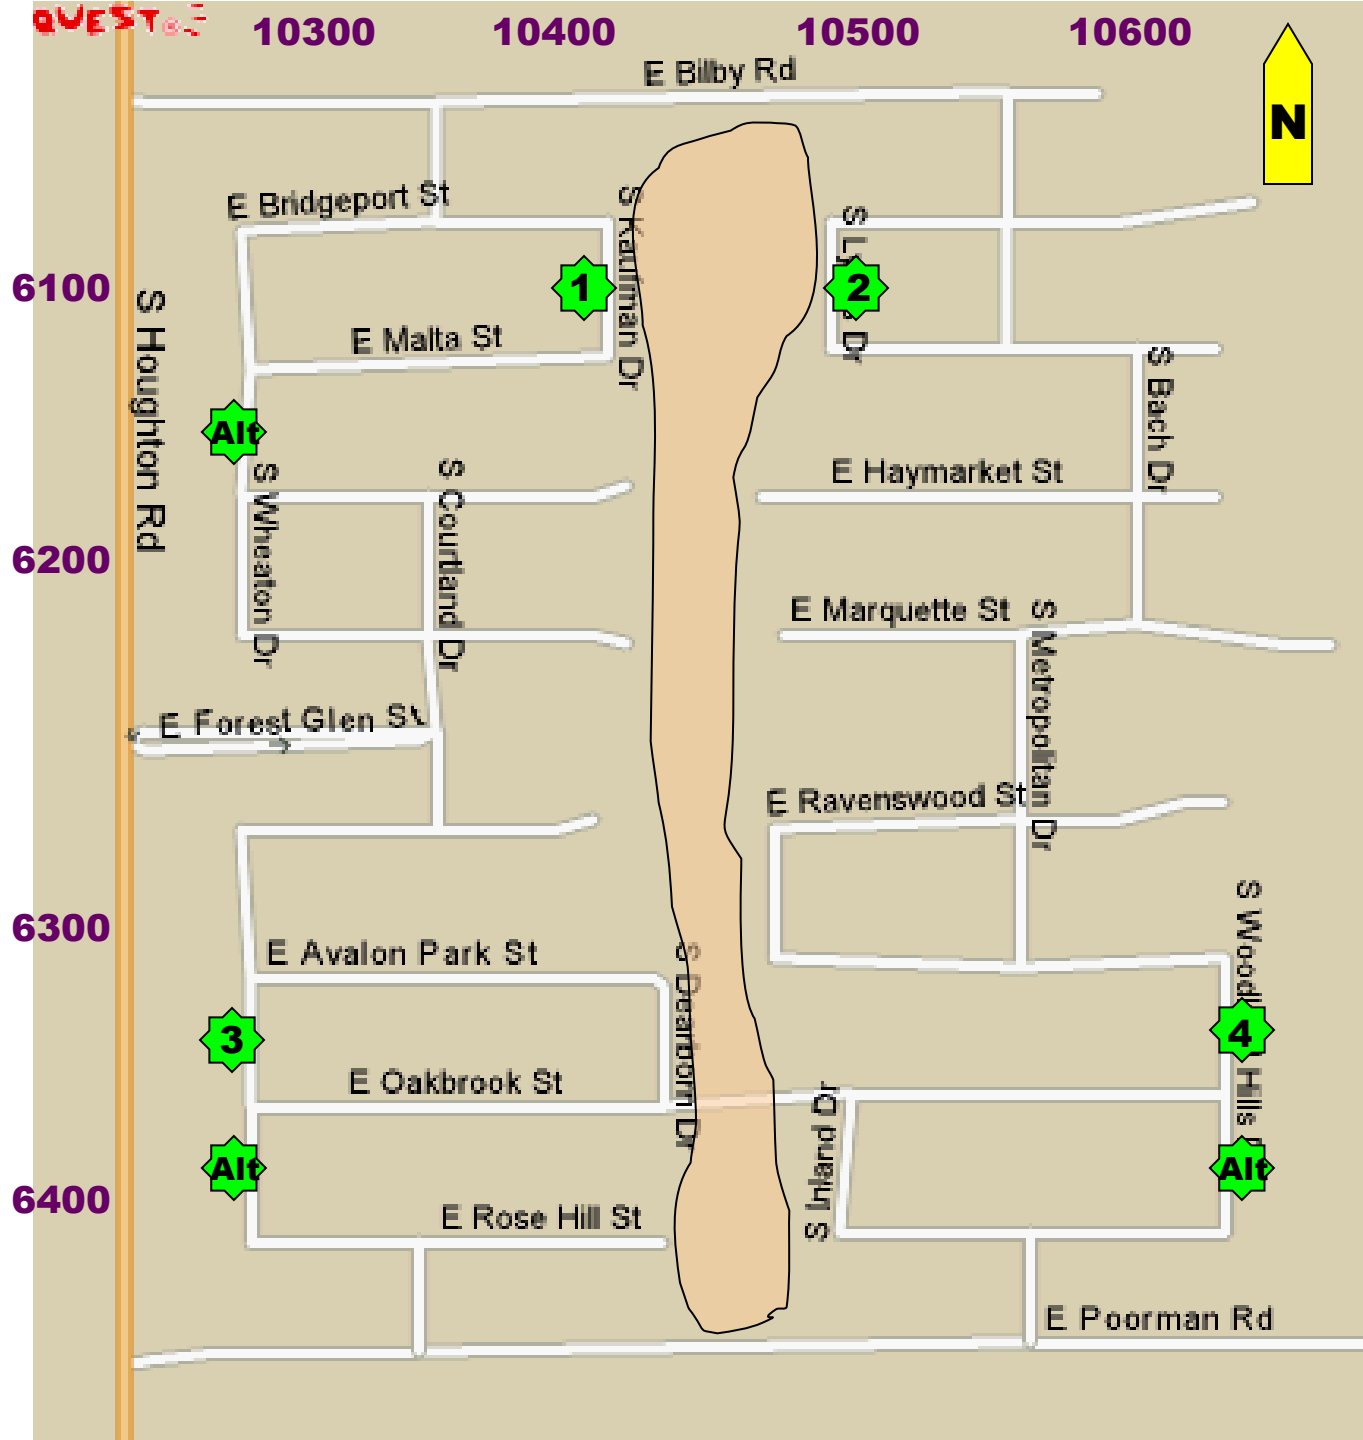 QUEST
10300 10400 10500 10600
E Bilby Rd
N
E Bridgeport St
S Kaufman Dr
6100
1
2
S Houghton Rd
E Malta St
S Bach Dr
Alt
S Wheaton Dr
S Courtland Dr
E Haymarket St
6200
E Marquette St
S Metropolitan Dr
E Forest Glen St
E Ravenswood St
6300
E Avalon Park St
S Dearborn Dr
3
4
E Oakbrook St
S Inland Dr
Hills
Alt
Alt
6400
E Rose Hill St
E Poorman Rd